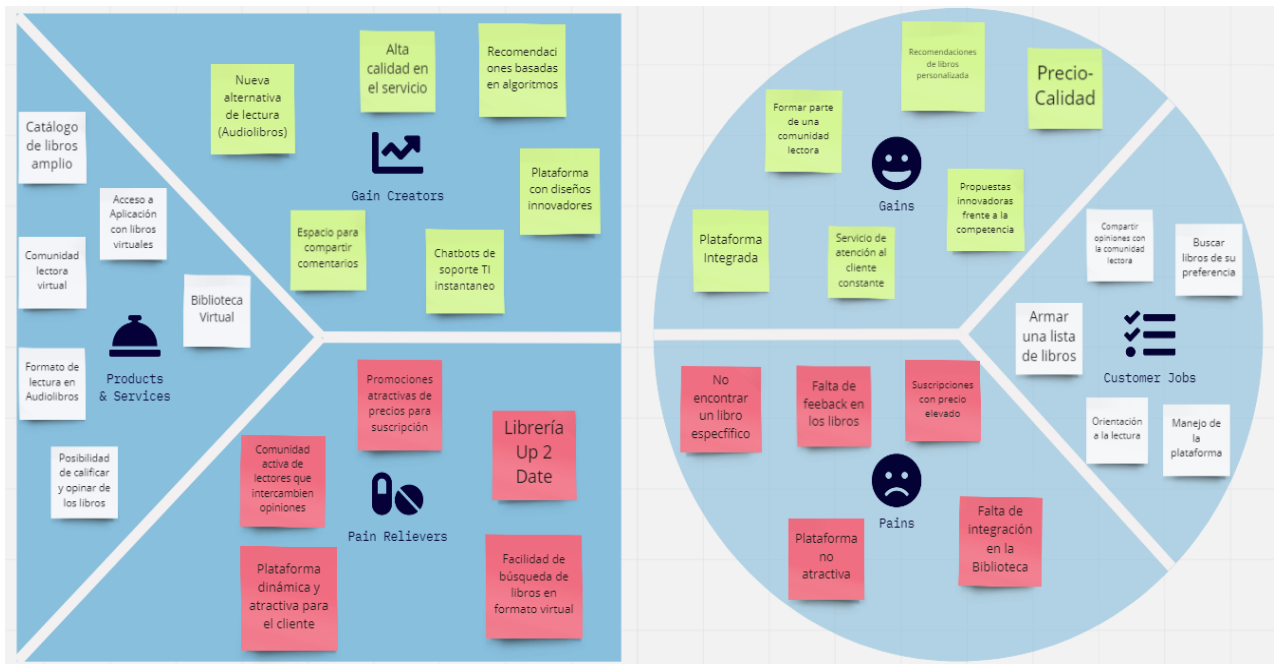 Catálogo
de libros
amplio
Acceso a
Aplicación
con libros
virtuales
Comunidad
lectora
virtual
Biblioteca
Virtual
Products
& Services
Formato de
lectura en
Audiolibros
Posibilidad
de calificar
y opinar de
los libros
Nueva
alternativa
de lectura
(Audiolibros)
Alta
calidad en
el servicio
Recomendaci
ones basadas
en algoritmos
Gain Creators
Plataforma
con diseños
innovadores
Espacio para
compartir
comentarios
Chatbots de
soporte TI
instantaneo
Promociones
atractivas de
precios para
suscripción
Librería
Up 2
Date
Comunidad
activa de
lectores que
intercambien
opiniones
Pain Relievers
Plataforma
dinámica y
atractiva para
el cliente
Facilidad de
búsqueda de
libros en
formato virtual
Recomendaciones
de libros
personalizada
Precio-
Calidad
Formar parte
de una
comunidad
lectora
Gains
Propuestas
innovadoras
frente a la
competencia
Plataforma
Integrada
Servicio de
atención al
cliente
constante
Compartir
opiniones con
la comunidad
lectora
Buscar
libros de su
preferencia
Armar
una lista
de libros
Customer Jobs
Orientación
a la lectura
Manejo de
la
plataforma
No
encontrar
un libro
especffífico
Falta de
feeback en
los libros
Suscripciones
con precio
elevado
Pains
Plataforma
no
atractiva
Falta de
integración
en la
Biblioteca